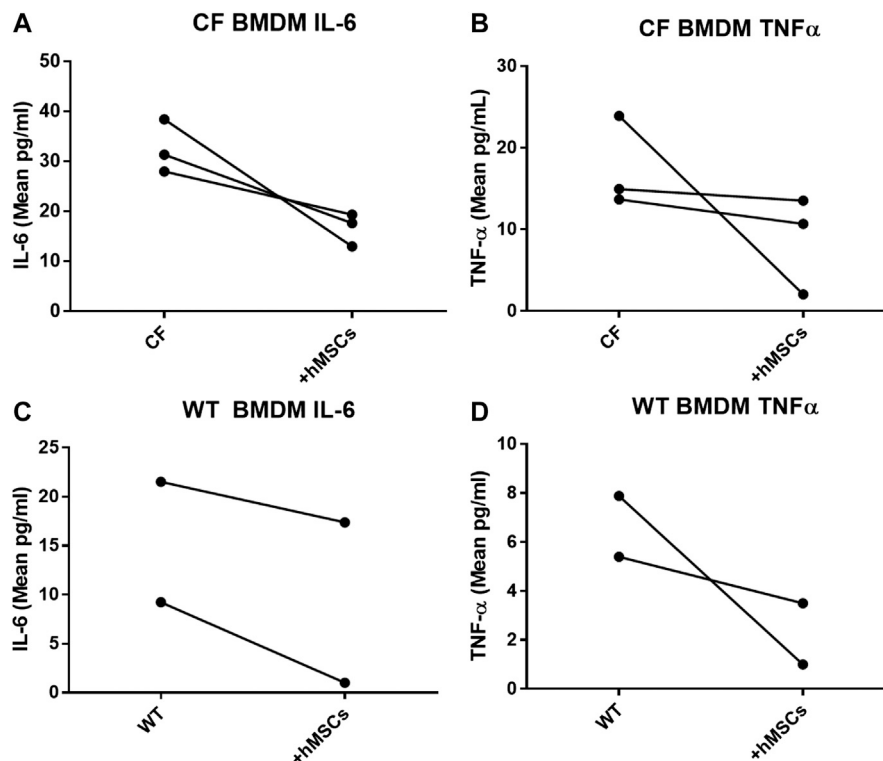 A
CF BMDM IL-6
IL-6 (Mean pg/ml)
50
40
30
20
10
0
CF
+hMSCs
B
CF BMDM TNFα
TNF-α (Mean pg/mL)
30
20
10
0
CF
+hMSCs
C
WT BMDM IL-6
IL-6 (Mean pg/ml)
25
20
15
10
5
0
WT
+hMSCs
D
WT BMDM TNFα
TNF-α (Mean pg/ml)
10
8
6
4
2
0
WT
+hMSCs